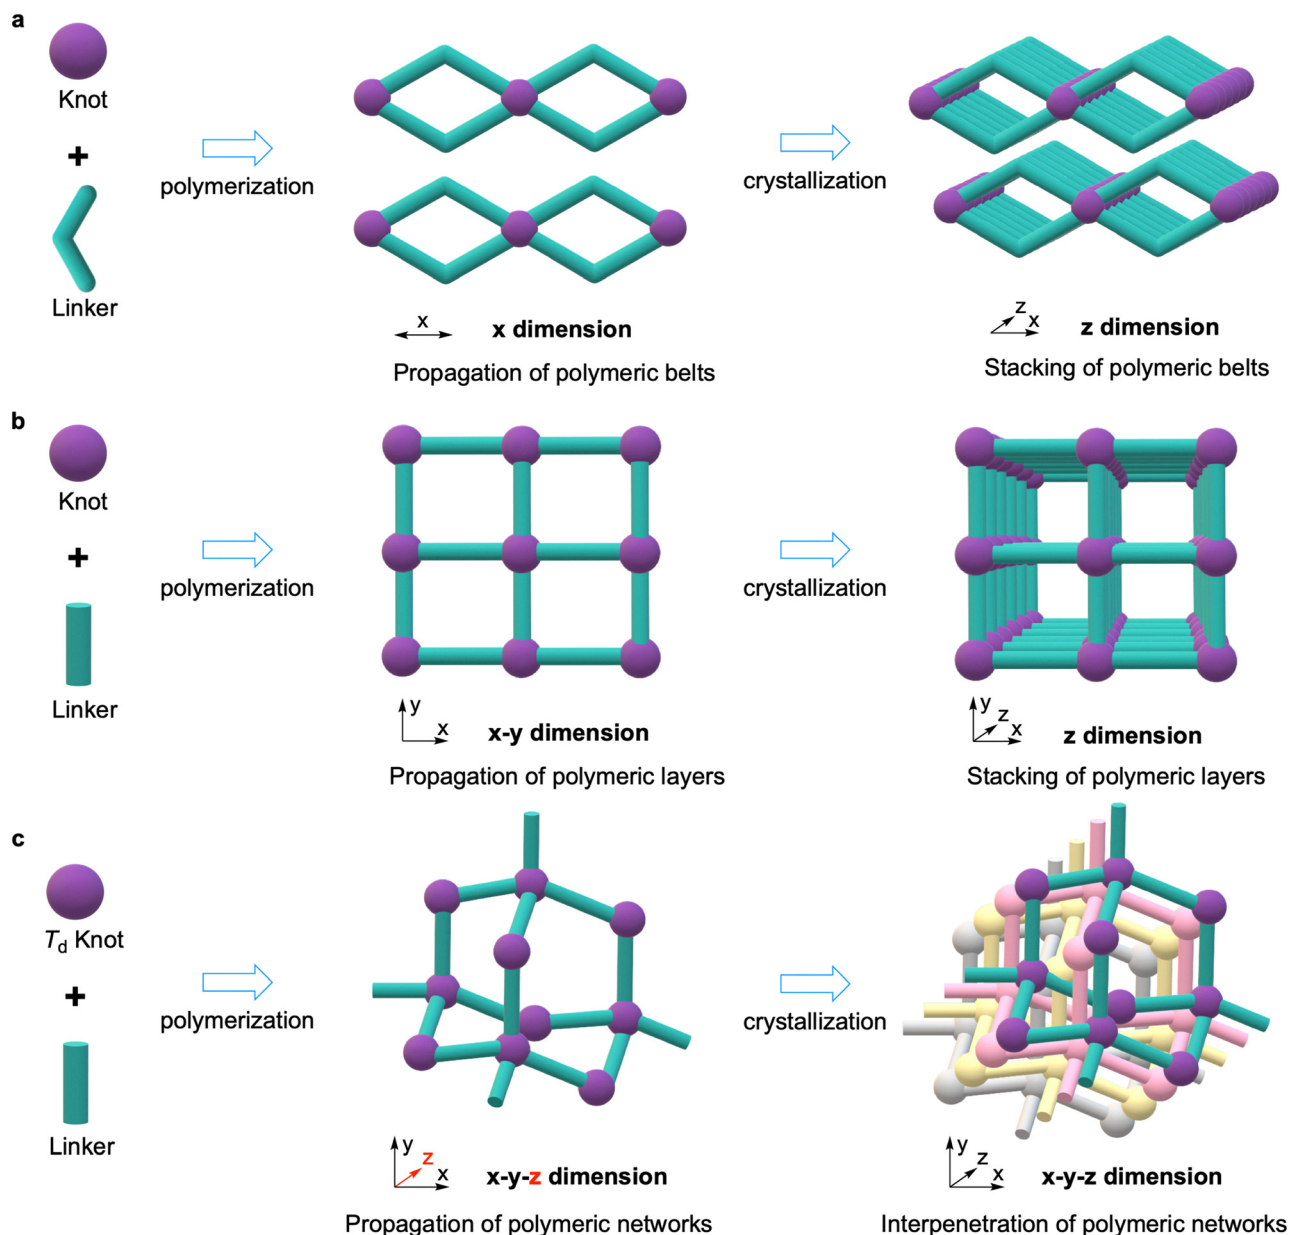 a
Knot
+
Linker
polymerization
x
x dimension
Propagation of polymeric belts
crystallization
z
x
z dimension
Stacking of polymeric belts
b
Knot
+
Linker
polymerization
y
x
x-y dimension
Propagation of polymeric layers
crystallization
y
z
x
z dimension
Stacking of polymeric layers
c
Td Knot
+
Linker
polymerization
y
z
x
x-y-z dimension
Propagation of polymeric networks
crystallization
y
z
x
x-y-z dimension
Interpenetration of polymeric networks